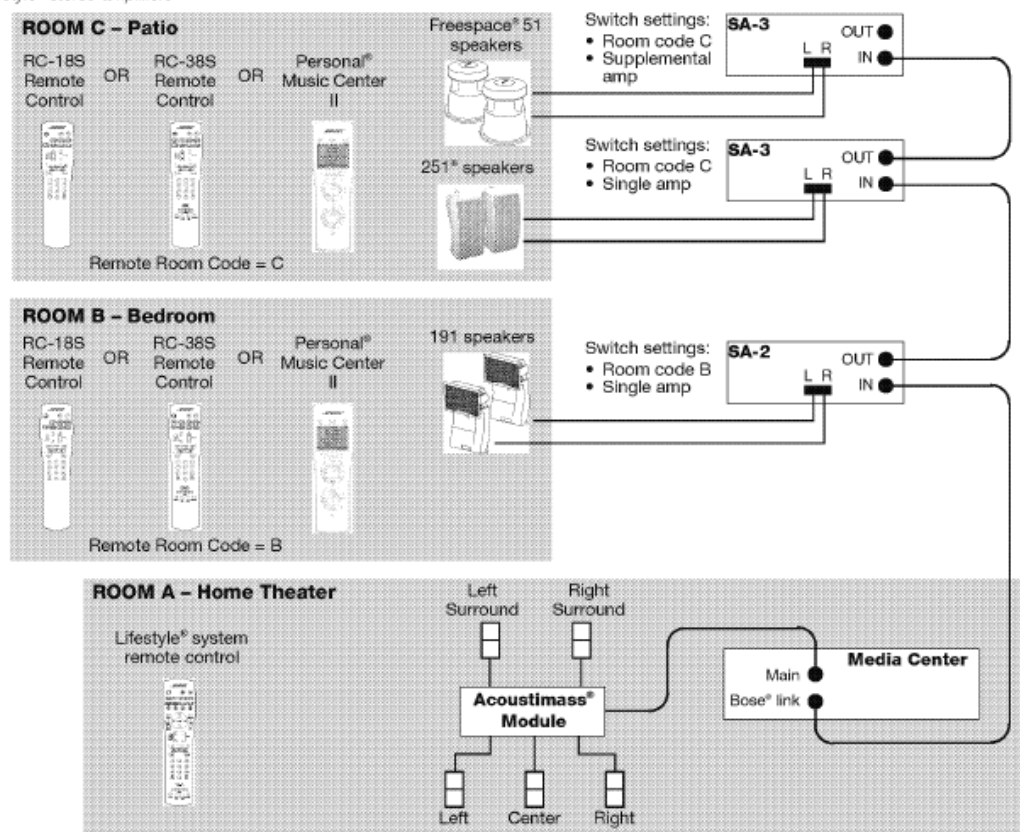 ROOM C – Patio
RC-18S
Remote
Control
OR
RC-38S
Remote
Control
OR
Personal®
Music Center
II
Freespace® 51
speakers
251® speakers
Remote Room Code = C
Switch settings:
• Room code C
• Supplemental
amp
SA-3
L R
OUT
IN
Switch settings:
• Room code C
• Single amp
SA-3
L R
OUT
IN
ROOM B – Bedroom
RC-18S
Remote
Control
OR
RC-38S
Remote
Control
OR
Personal®
Music Center
II
191 speakers
Remote Room Code = B
Switch settings:
• Room code B
• Single amp
SA-2
L R
OUT
IN
ROOM A – Home Theater
Lifestyle® system
remote control
Left
Surround
Right
Surround
Acoustimass®
Module
Left
Center
Right
Media Center
Main
Bose® link